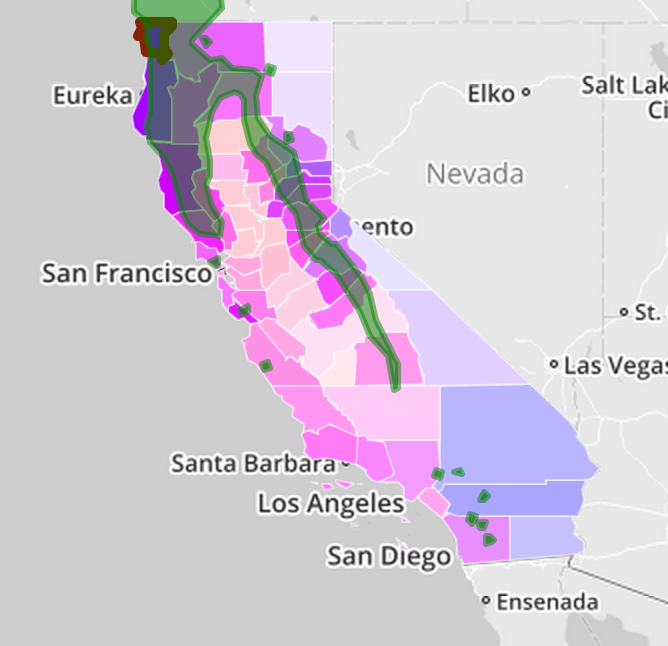 Eureka
Elko
Salt Lak
Ci
Nevada
ento
San Francisco
St.
Las Vegas
Santa Barbara
Los Angeles
San Diego
Ensenada